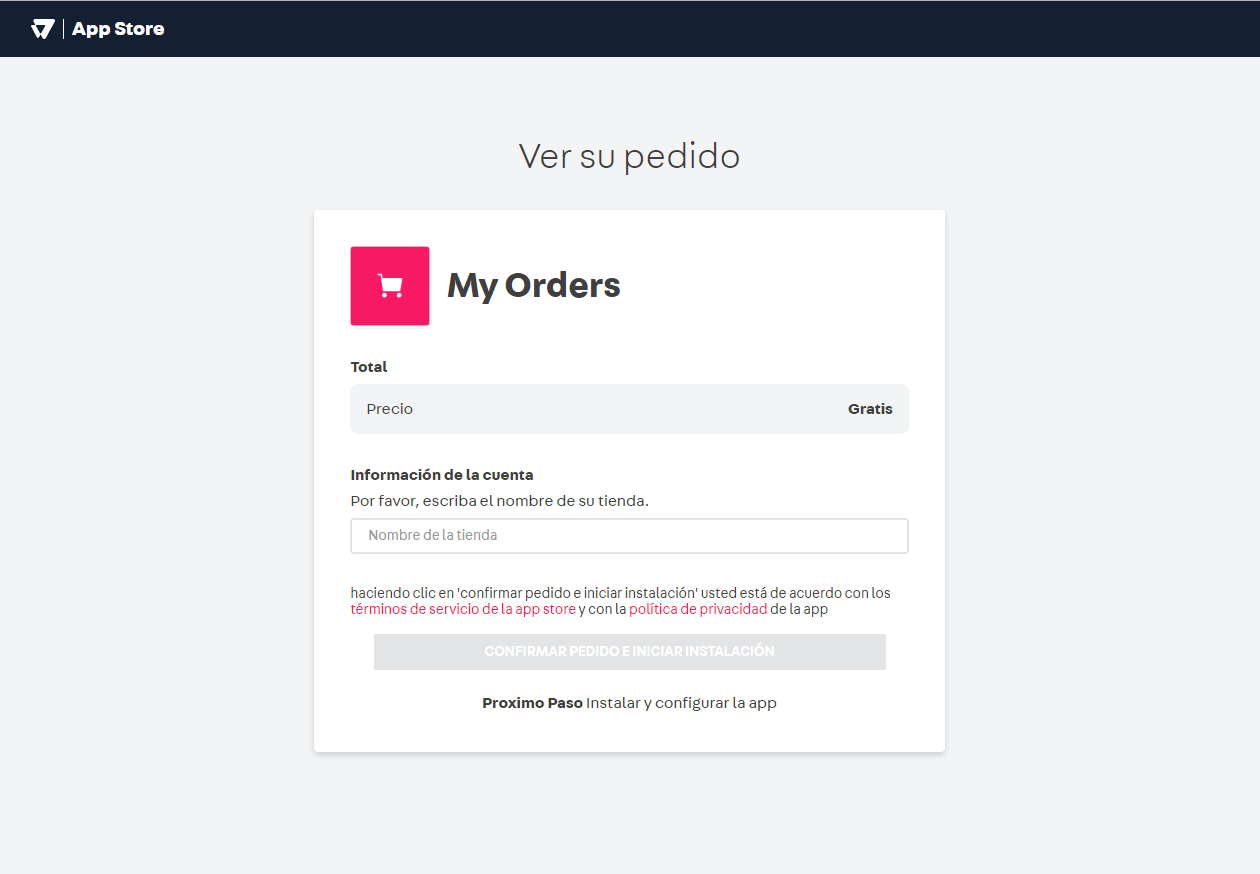 App Store
Ver su pedido
My Orders
Total
Precio Gratis
Información de la cuenta
Por favor, escriba el nombre de su tienda.
Nombre de la tienda
haciendo clic en 'confirmar pedido e iniciar instalación' usted está de acuerdo con los
términos de servicio de la app store y con la política de privacidad de la app
CONFIRMAR PEDIDO E INICIAR INSTALACIÓN
Proximo Paso Instalar y configurar la app